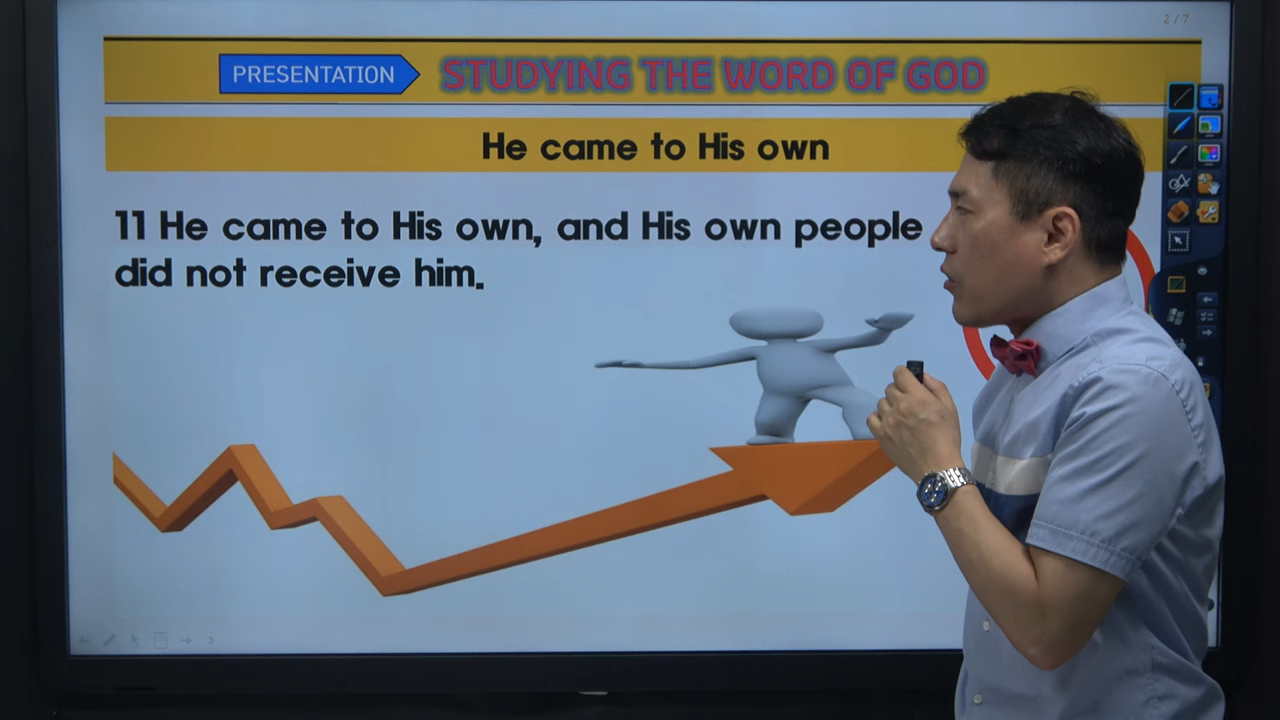 2 / 7
PRESENTATION
STUDYING THE WORD OF GOD
He came to His own
11 He came to His own, and His own people
did not receive him.